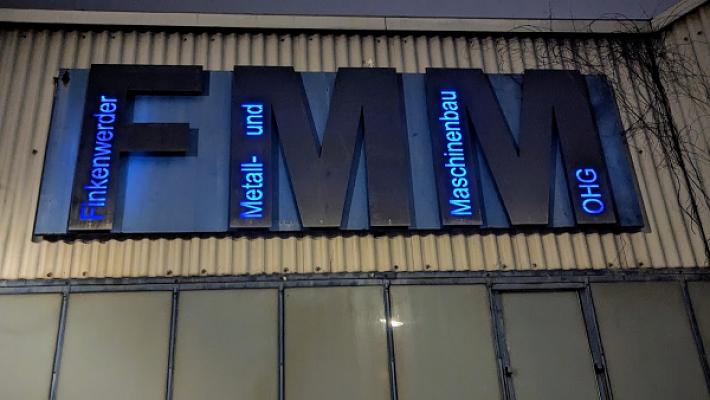 FMM
Finkenwerder
Metall- und
Maschinenbau
OHG